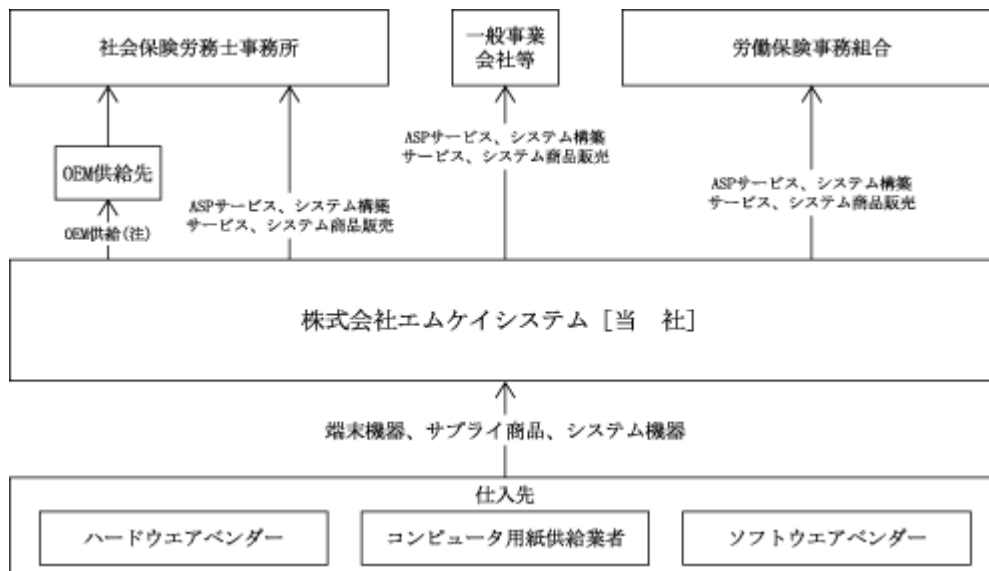 社会保険労務士事務所
一般事業
会社等
労働保険事務組合
ASPサービス、システム構築
サービス、システム商品販売
OEM供給先
ASPサービス、システム構築
サービス、システム商品販売
ASPサービス、システム構築
サービス、システム商品販売
OEM供給(注)
株式会社エムケイシステム［当　社］
端末機器、サプライ商品、システム機器
仕入先
ハードウエアベンダー
コンピュータ用紙供給業者
ソフトウエアベンダー